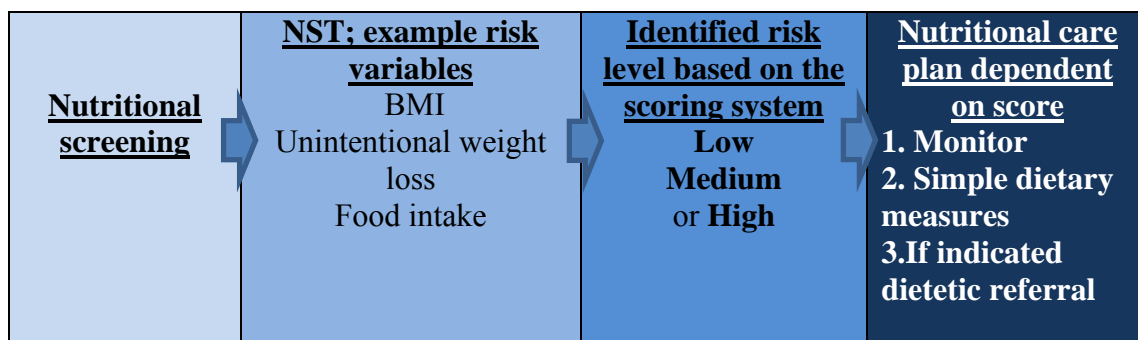 Nutritional
screening
NST; example risk
variables
BMI
Unintentional weight
loss
Food intake
Identified risk
level based on the
scoring system
Low
Medium
or High
Nutritional care
plan dependent
on score
1. Monitor
2. Simple dietary
measures
3.If indicated
dietetic referral